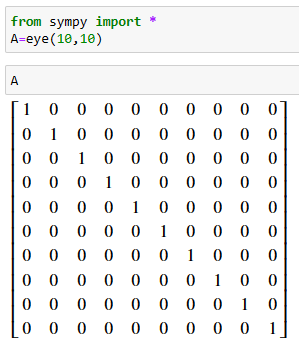 from sympy import *
A=eye(10,10)
A
1 0 0 0 0 0 0 0 0 0
0 1 0 0 0 0 0 0 0 0
0 0 1 0 0 0 0 0 0 0
0 0 0 1 0 0 0 0 0 0
0 0 0 0 1 0 0 0 0 0
0 0 0 0 0 1 0 0 0 0
0 0 0 0 0 0 1 0 0 0
0 0 0 0 0 0 0 1 0 0
0 0 0 0 0 0 0 0 1 0
0 0 0 0 0 0 0 0 0 1